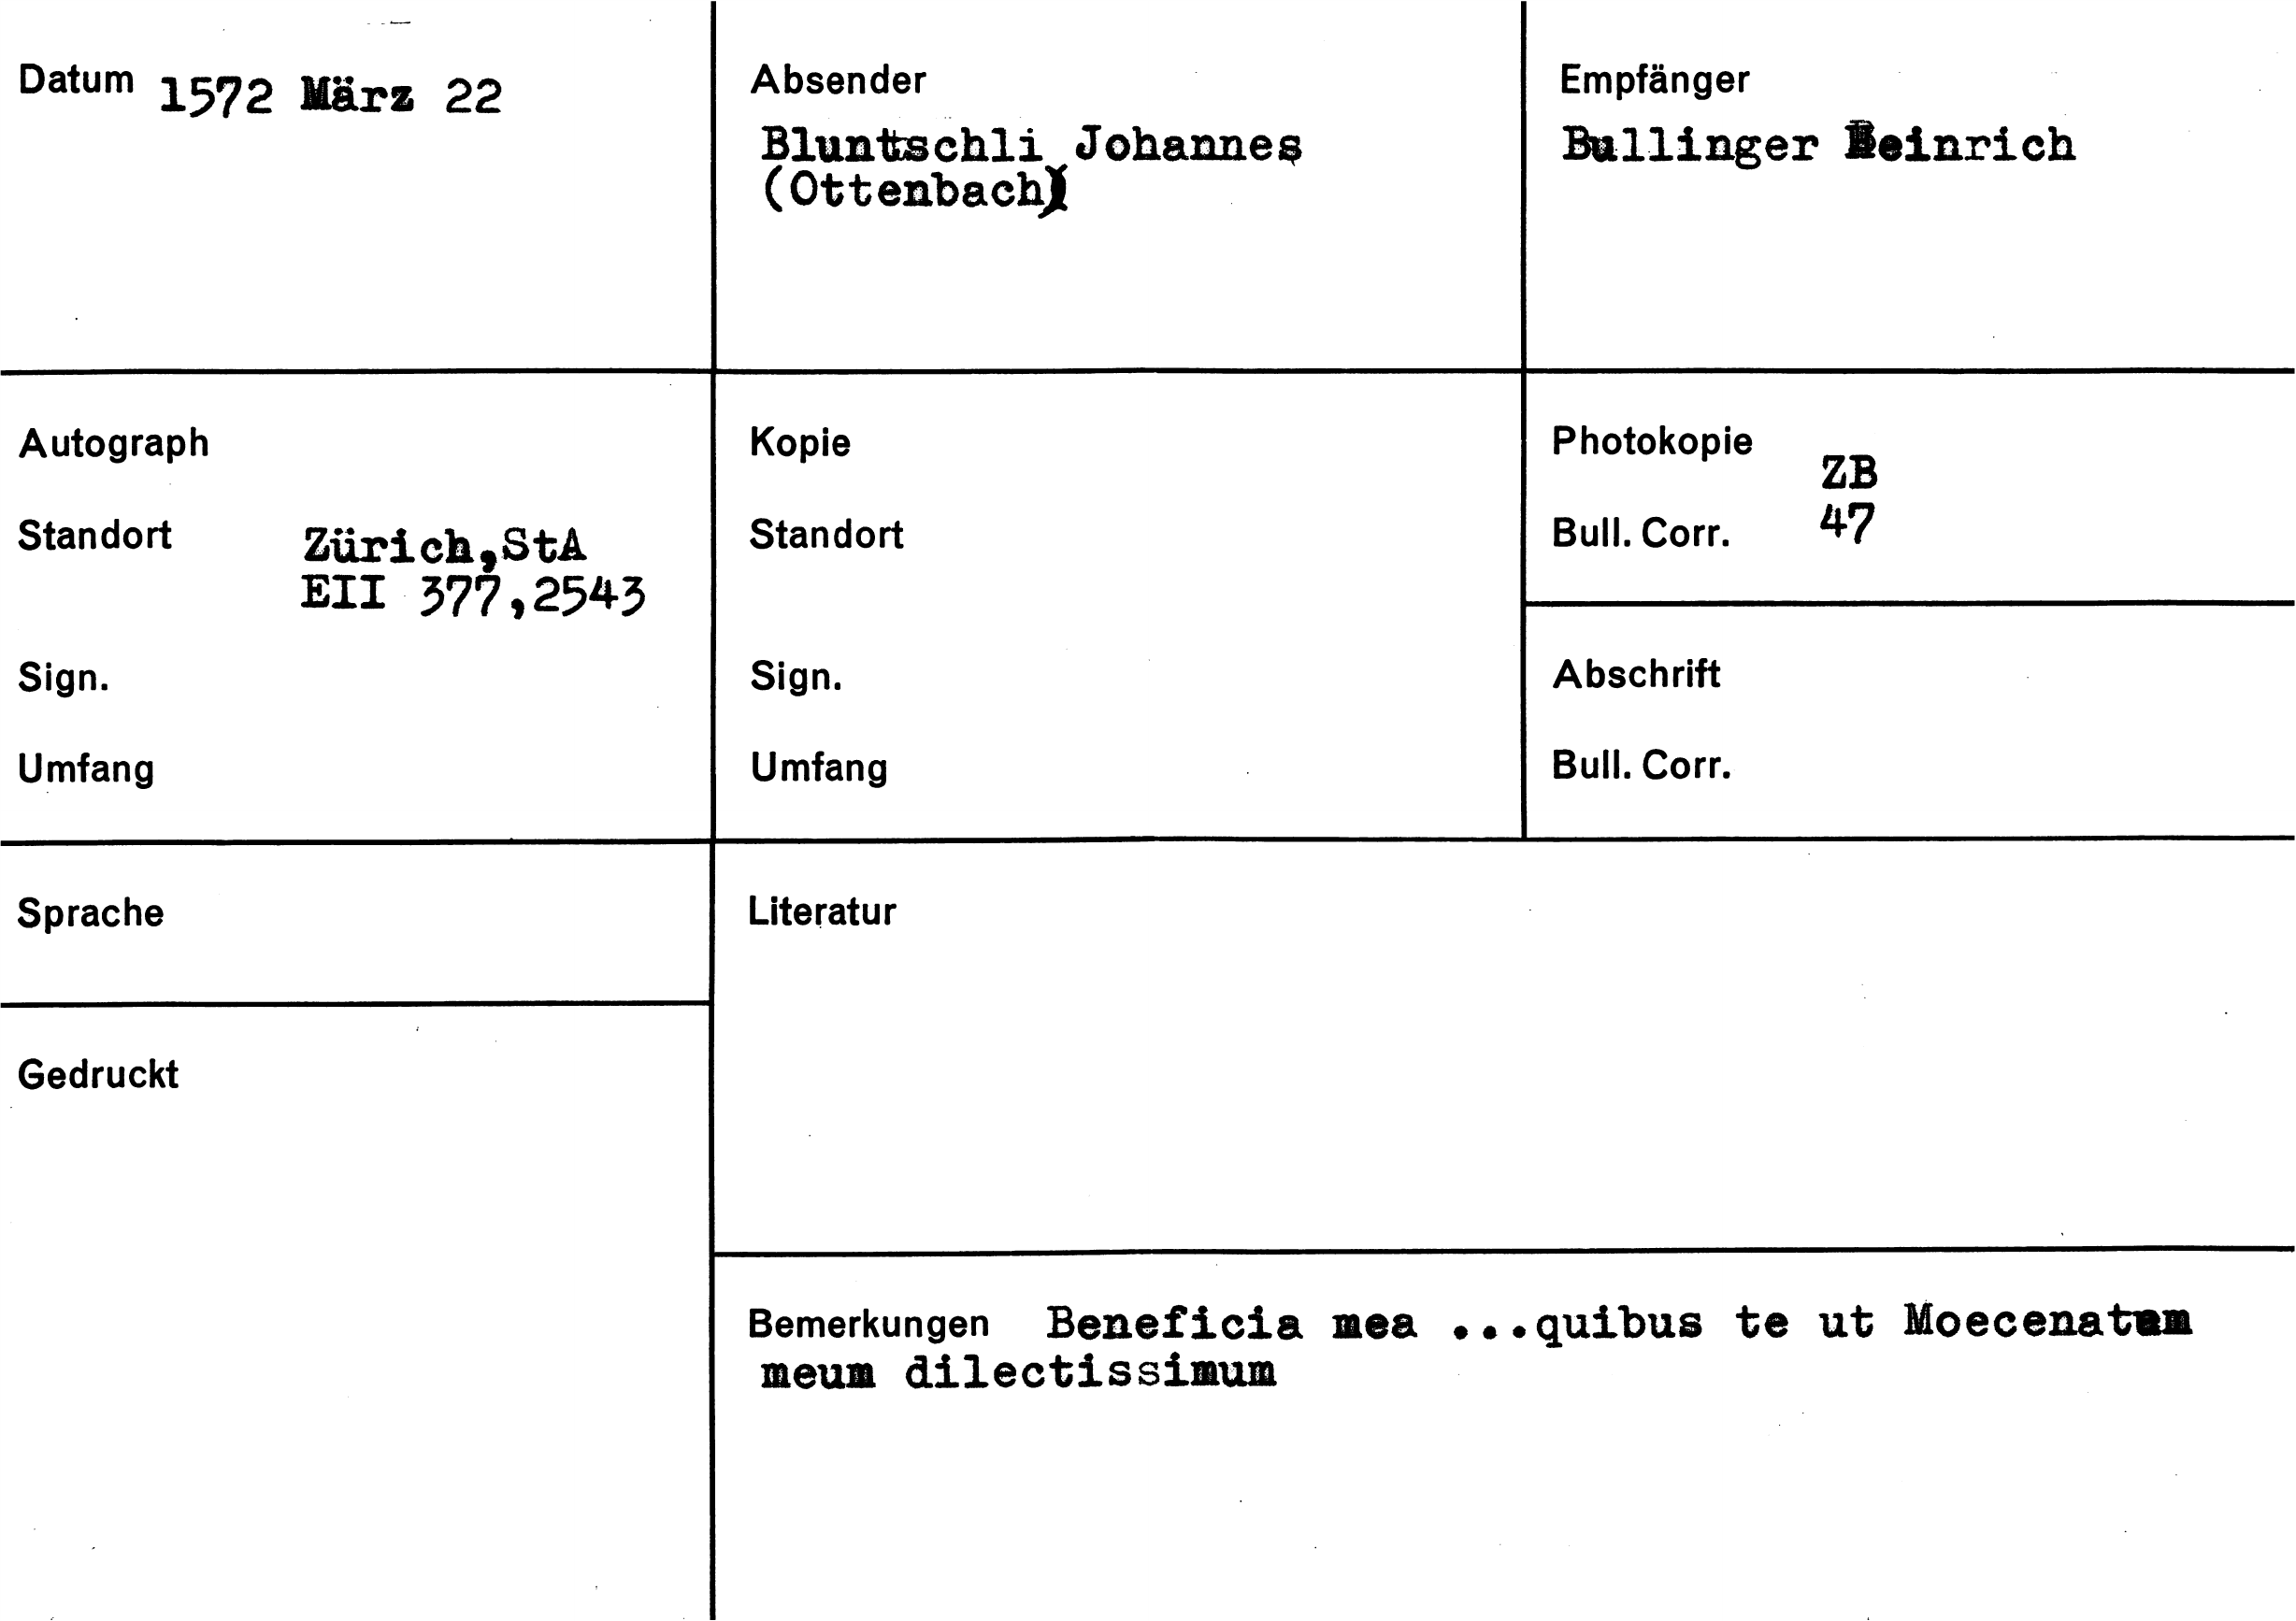 Datum 1572 März 22
Absender
Bluntschli Johannes
(Ottenbach)
Empfänger
Bullinger Heinrich
Autograph
Standort Zürich,StA
EII 377,2543
Sign.
Umfang
Kopie
Standort
Sign.
Umfang
Photokopie ZB
Bull. Corr. 47
Abschrift
Bull. Corr.
Sprache
Literatur
Gedruckt
Bemerkungen Beneficia mea ...quibus te ut Moecenatem
meum dilectissimum